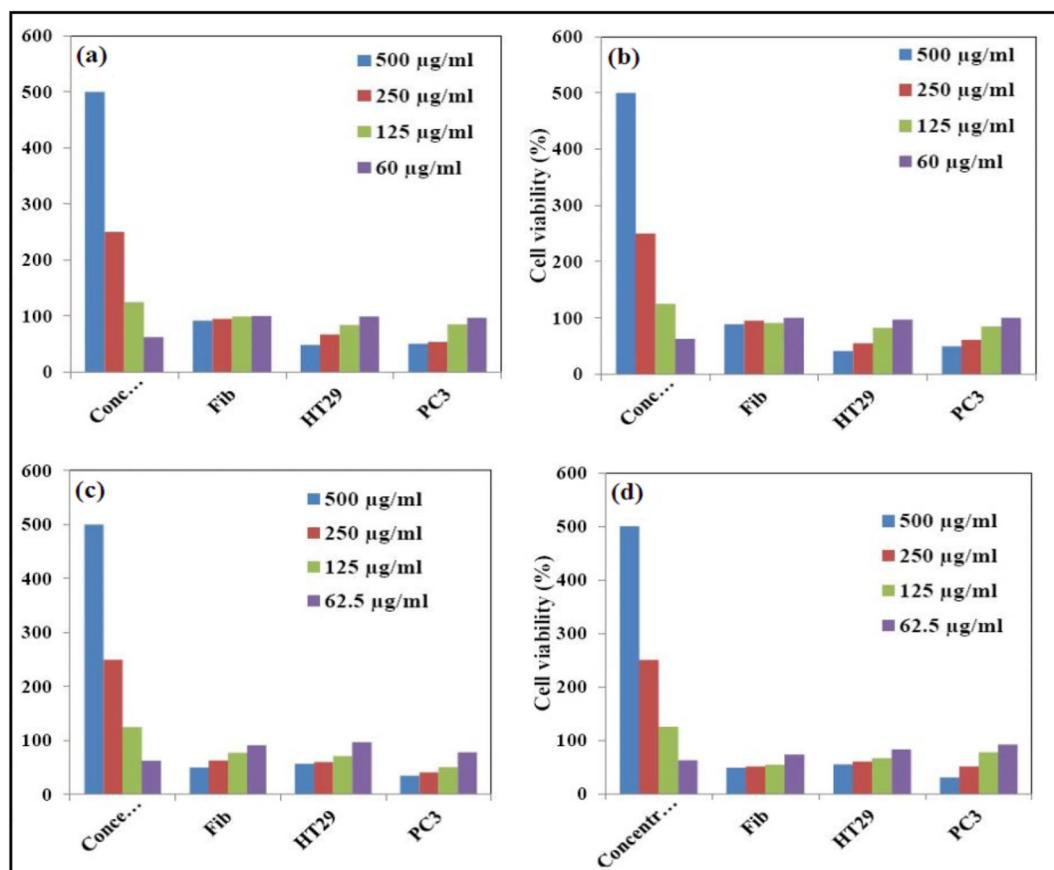 (a)
600
500
400
300
200
100
0
500 µg/ml
250 µg/ml
125 µg/ml
60 µg/ml
Conc...
Fib
HT29
PC3
(b)
Cell viability (%)
600
500
400
300
200
100
0
500 µg/ml
250 µg/ml
125 µg/ml
60 µg/ml
Conc...
Fib
HT29
PC3
(c)
600
500
400
300
200
100
0
500 µg/ml
250 µg/ml
125 µg/ml
62.5 µg/ml
Conce...
Fib
HT29
PC3
(d)
Cell viability (%)
600
500
400
300
200
100
0
500 µg/ml
250 µg/ml
125 µg/ml
62.5 µg/ml
Concentr...
Fib
HT29
PC3